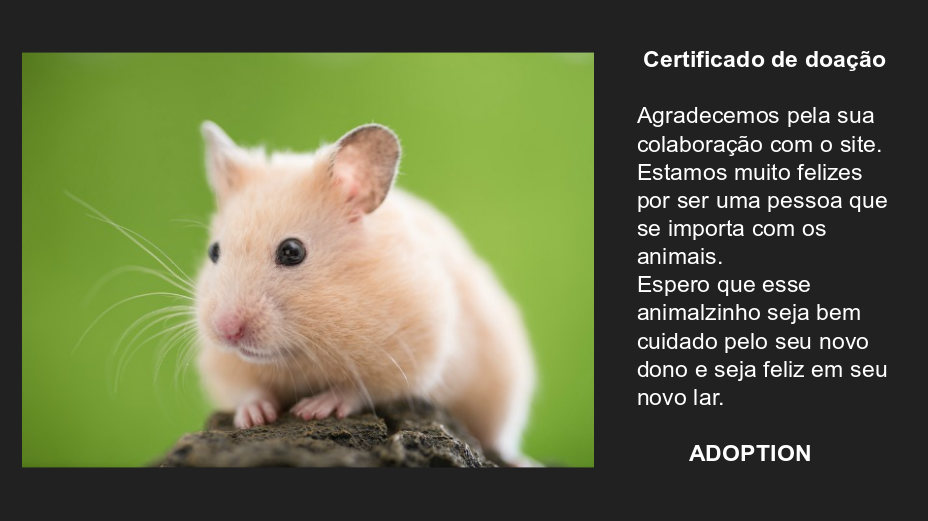 Certificado de doação
Agradecemos pela sua
colaboração com o site.
Estamos muito felizes
por ser uma pessoa que
se importa com os
animais.
Espero que esse
animalzinho seja bem
cuidado pelo seu novo
dono e seja feliz em seu
novo lar.
ADOPTION